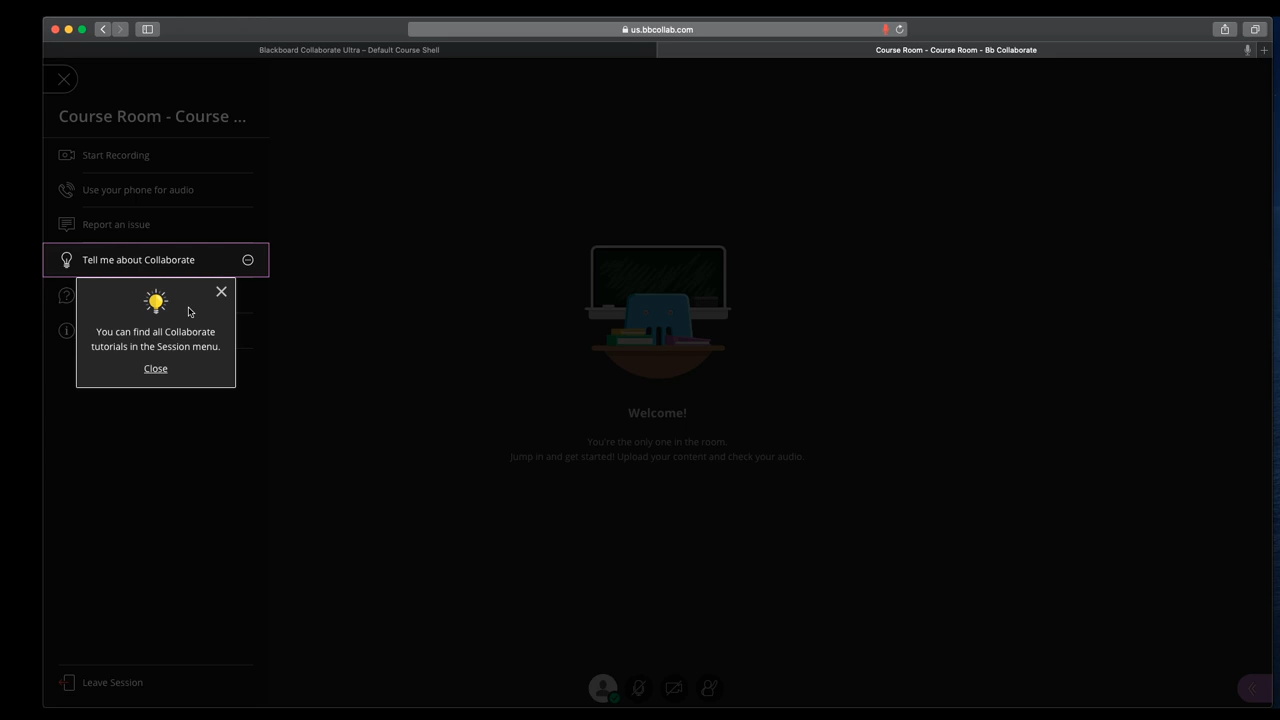 us.bbcollab.com
Blackboard Collaborate Ultra – Default Course Shell
Course Room - Course Room - Bb Collaborate
Course Room - Course ...
Start Recording
Use your phone for audio
Report an issue
Tell me about Collaborate
You can find all Collaborate
tutorials in the Session menu.
Close
Welcome!
You're the only one in the room.
Jump in and get started! Upload your content and check your audio.
Leave Session